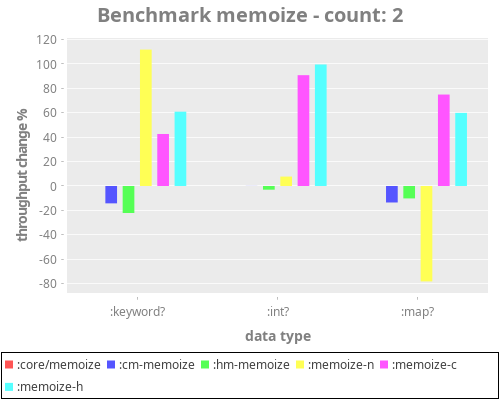 Benchmark memoize - count: 2
throughput change %
120
100
80
60
40
20
0
-20
-40
-60
-80
:keyword?
:int?
:map?
data type
:core/memoize :cm-memoize :hm-memoize :memoize-n :memoize-c
:memoize-h